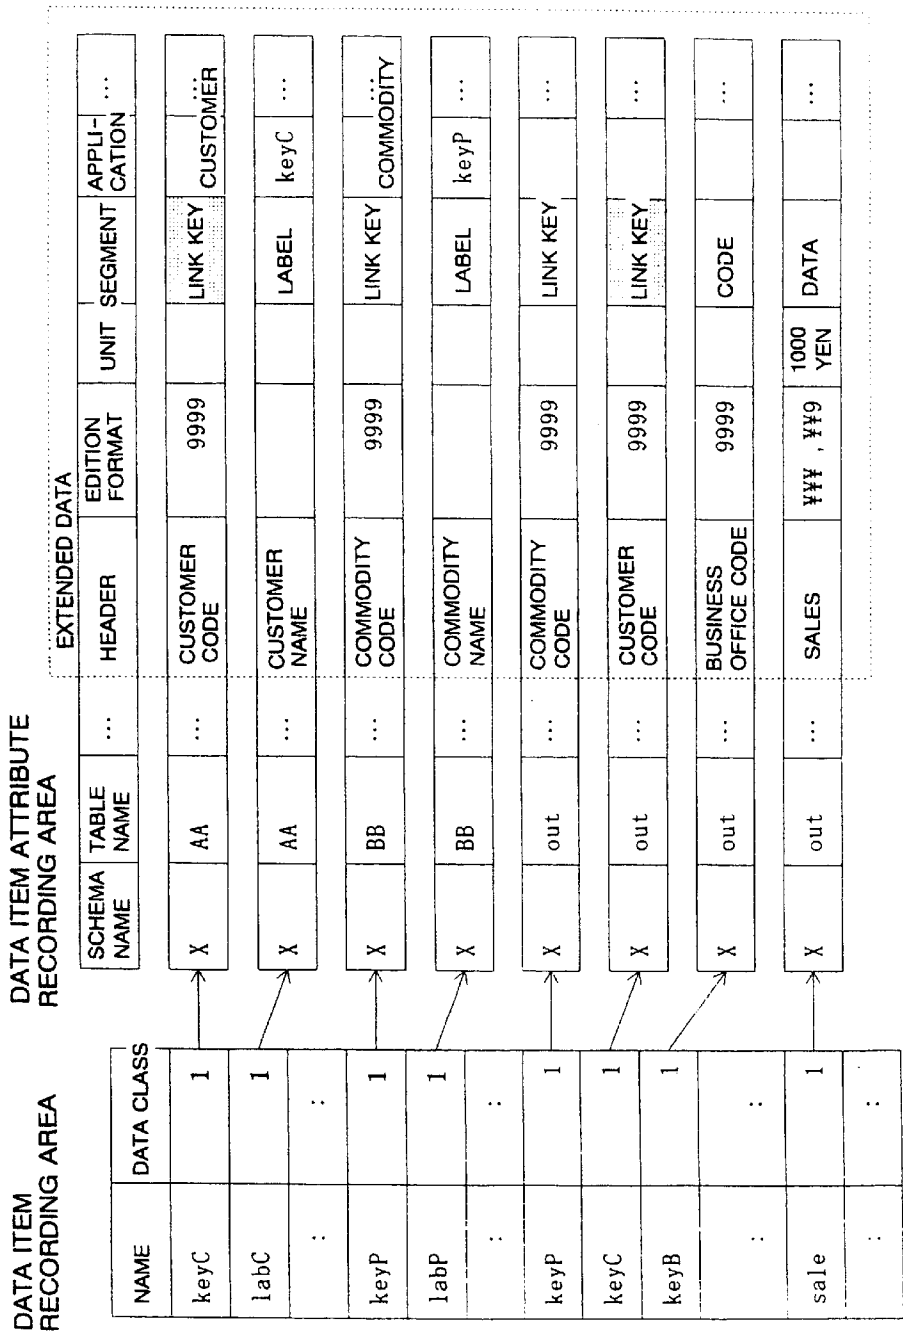 DATA ITEM
RECORDING AREA
DATA ITEM ATTRIBUTE
RECORDING AREA
EXTENDED DATA
NAME DATA CLASS
SCHEMA
NAME
TABLE
NAME
...
HEADER
EDITION
FORMAT
UNIT
SEGMENT
APPLI-
CATION
...
keyC 1
X AA ...
CUSTOMER
CODE
9999
LINK KEY
CUSTOMER
...
labC 1
X AA ...
CUSTOMER
NAME
LABEL
keyC
...
: :
keyP 1
X BB ...
COMMODITY
CODE
9999
LINK KEY
COMMODITY
...
labP 1
X BB ...
COMMODITY
NAME
LABEL
keyP
...
: :
keyP 1
X out ...
COMMODITY
CODE
9999
LINK KEY
...
keyC 1
X out ...
CUSTOMER
CODE
9999
LINK KEY
...
keyB 1
X out ...
BUSINESS
OFFICE CODE
9999
CODE
...
: :
sale 1
X out ...
SALES
¥¥¥,¥¥9
1000
YEN
DATA
...
: :